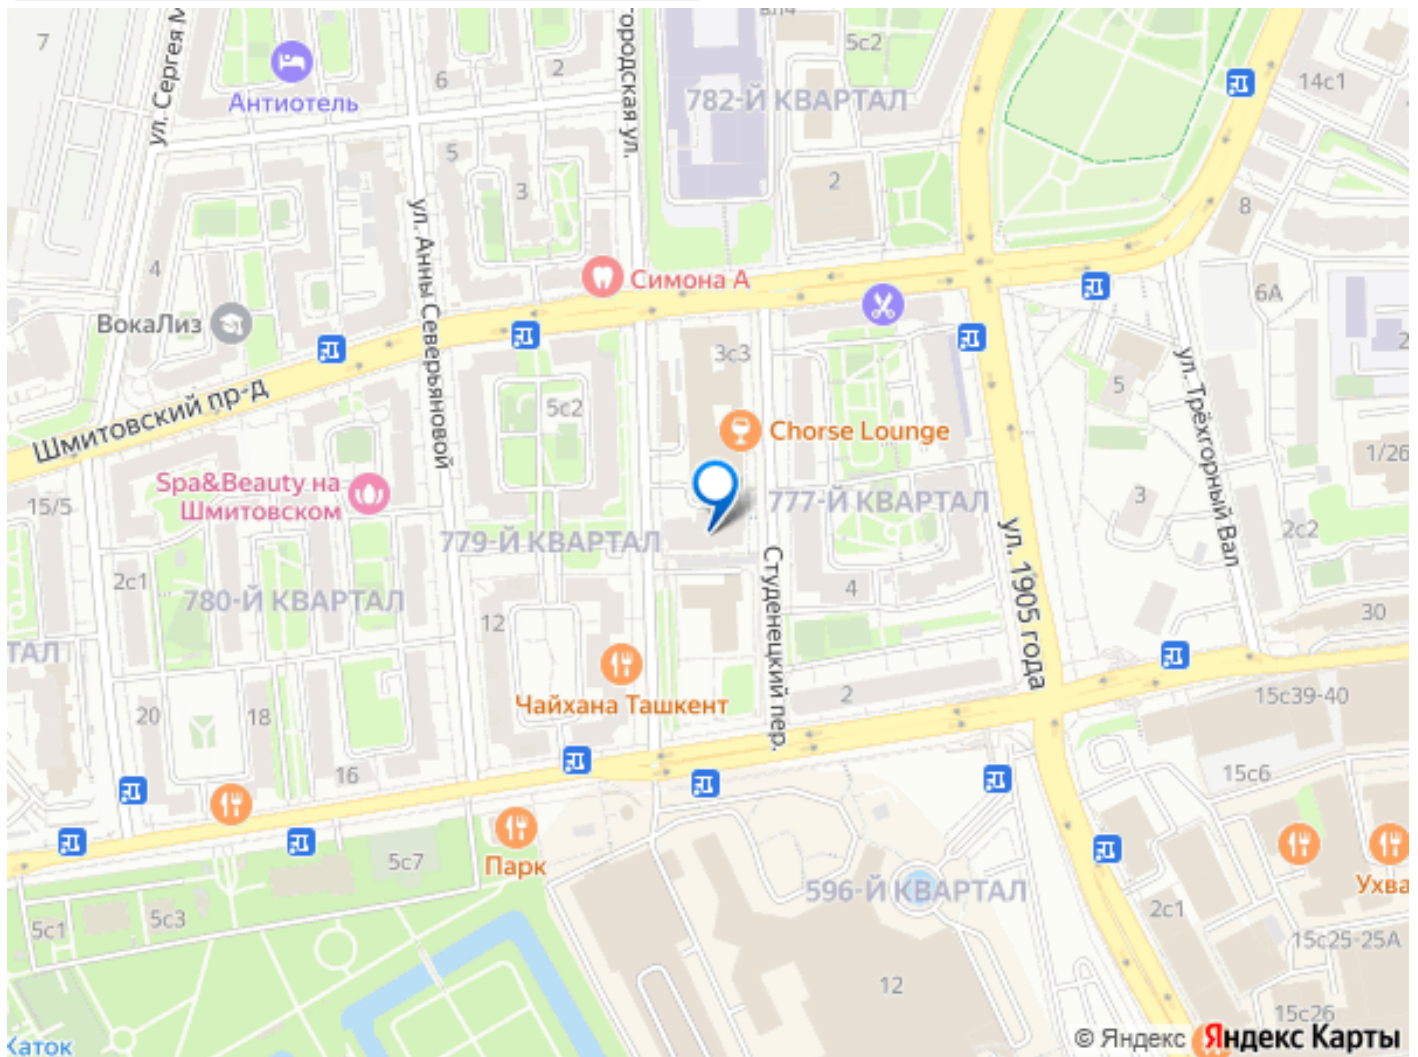 7
ул. Сергея М
Антиотель
6
2
городская ул.
вл4
5с2
14с1
782-Й КВАРТАЛ
5
3
2
8
4
ул. Анны Северьяновой
Симона А
6А
ВокаЛиз
3с3
2
Шмитовский пр-д
5с2
5
ул. Трёхгорный Вал
Chorse Lounge
1/26
15/5
Spa&Beauty на
Шмитовском
777-Й КВАРТАЛ
3
779-Й КВАРТАЛ
2с2
2с1
780-Й КВАРТАЛ
Студенецкий пер.
ул. 1905 года
4
30
12
ТАЛ
Чайхана Ташкент
2
15с39-40
20
18
16
15с6
5с7
Парк
596-Й КВАРТАЛ
Ухва
5с1
5с3
2с1
15с25-25А
12
15с26
Каток
© Яндекс Яндекс Карты